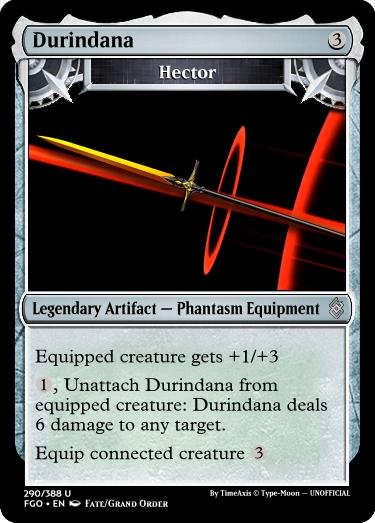 Durindana 3
Hector
Legendary Artifact — Phantasm Equipment
Equipped creature gets +1/+3
1 , Unattach Durindana from
equipped creature: Durindana deals
6 damage to any target.
Equip connected creature 3
290/388 U
FGO • EN Fate/Grand Order
By TimeAxis © Type-Moon — UNOFFICIAL